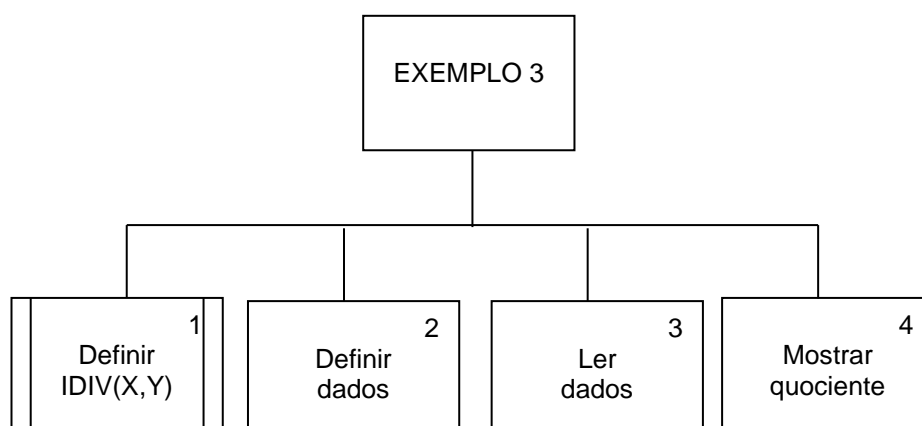 EXEMPLO 3
1
Definir
IDIV(X,Y)
2
Definir
dados
3
Ler
dados
4
Mostrar
quociente